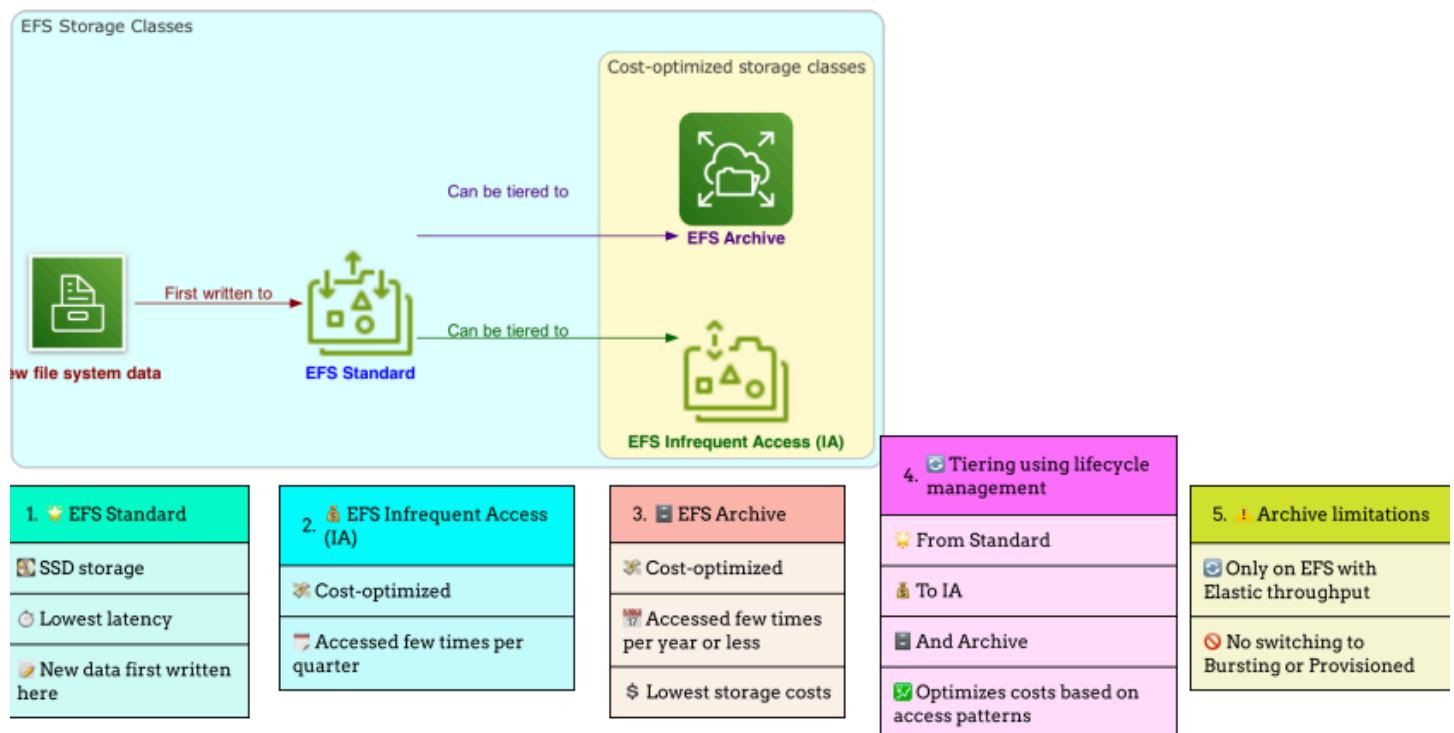 EFS Storage Classes
Cost-optimized storage classes
Can be tiered to
EFS Archive
First written to
Can be tiered to
file system data
EFS Standard
EFS Infrequent Access (IA)
1. 🌟 EFS Standard
💽 SSD storage
⏱ Lowest latency
📝 New data first written
here
2. 💰 EFS Infrequent Access
(IA)
💸 Cost-optimized
🗓 Accessed few times per
quarter
3. 🗄 EFS Archive
💸 Cost-optimized
📅 Accessed few times
per year or less
$ Lowest storage costs
4. 🔄 Tiering using lifecycle
management
🌟 From Standard
💰 To IA
🗄 And Archive
💹 Optimizes costs based on
access patterns
5. ⚠️ Archive limitations
🔄 Only on EFS with
Elastic throughput
🚫 No switching to
Bursting or Provisioned